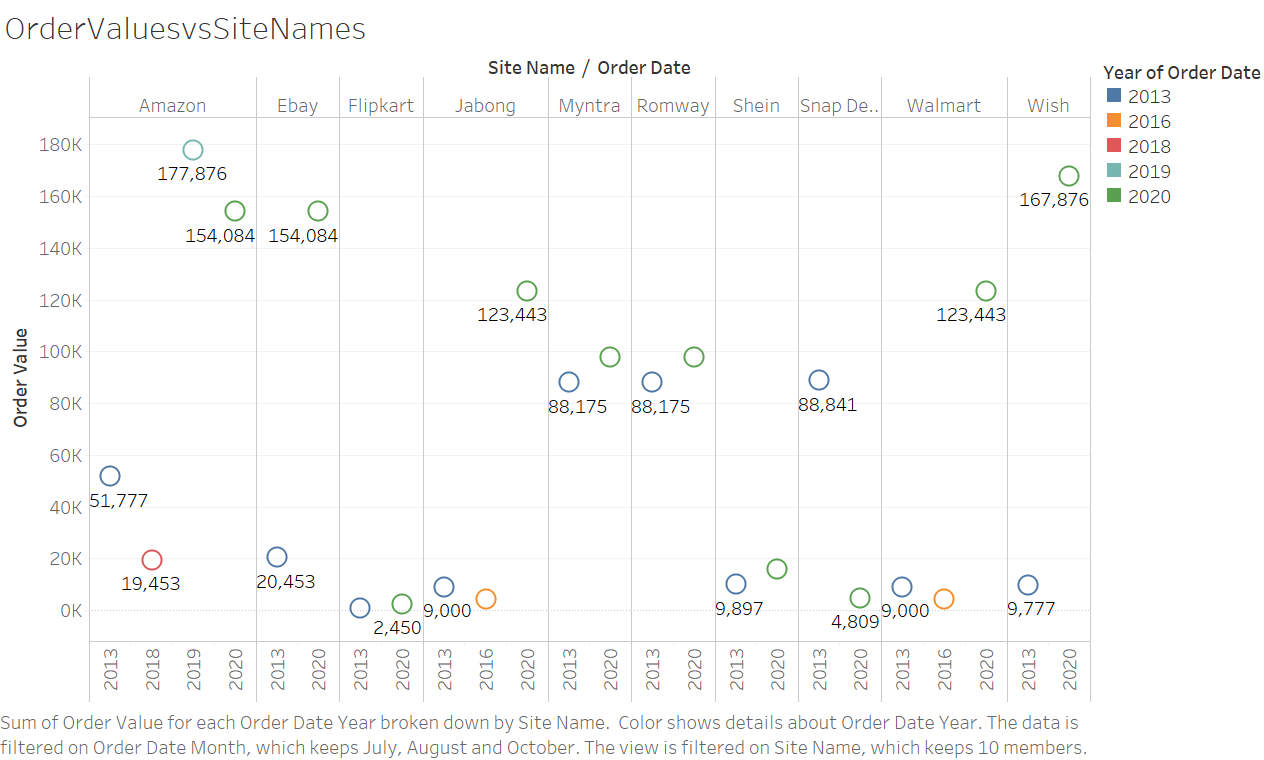 OrderValuesvsSiteNames
Site Name / Order Date
Year of Order Date
Amazon Ebay Flipkart Jabong Myntra Romway Shein Snap De.. Walmart Wish
2013
2016
2018
2019
2020
Order Value
180K
160K
140K
120K
100K
80K
60K
40K
20K
0K
177,876
167,876
154,084 154,084
123,443 123,443
88,175 88,175 88,841
51,777
19,453 20,453
9,000 9,897 9,000 9,777
2,450 4,809
2013 2018 2019 2020 2013 2020 2013 2020 2013 2016 2020 2013 2020 2013 2020 2013 2020 2013 2020 2013 2016 2020 2013 2020
Sum of Order Value for each Order Date Year broken down by Site Name. Color shows details about Order Date Year. The data is
filtered on Order Date Month, which keeps July, August and October. The view is filtered on Site Name, which keeps 10 members.